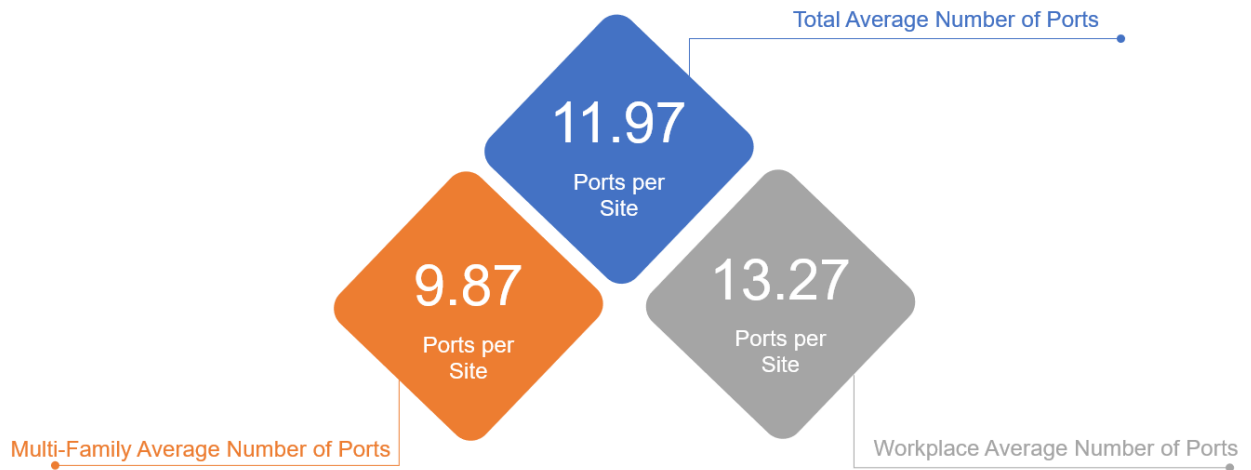 Total Average Number of Ports
11.97
Ports per
Site
9.87
Ports per
Site
13.27
Ports per
Site
Multi-Family Average Number of Ports
Workplace Average Number of Ports